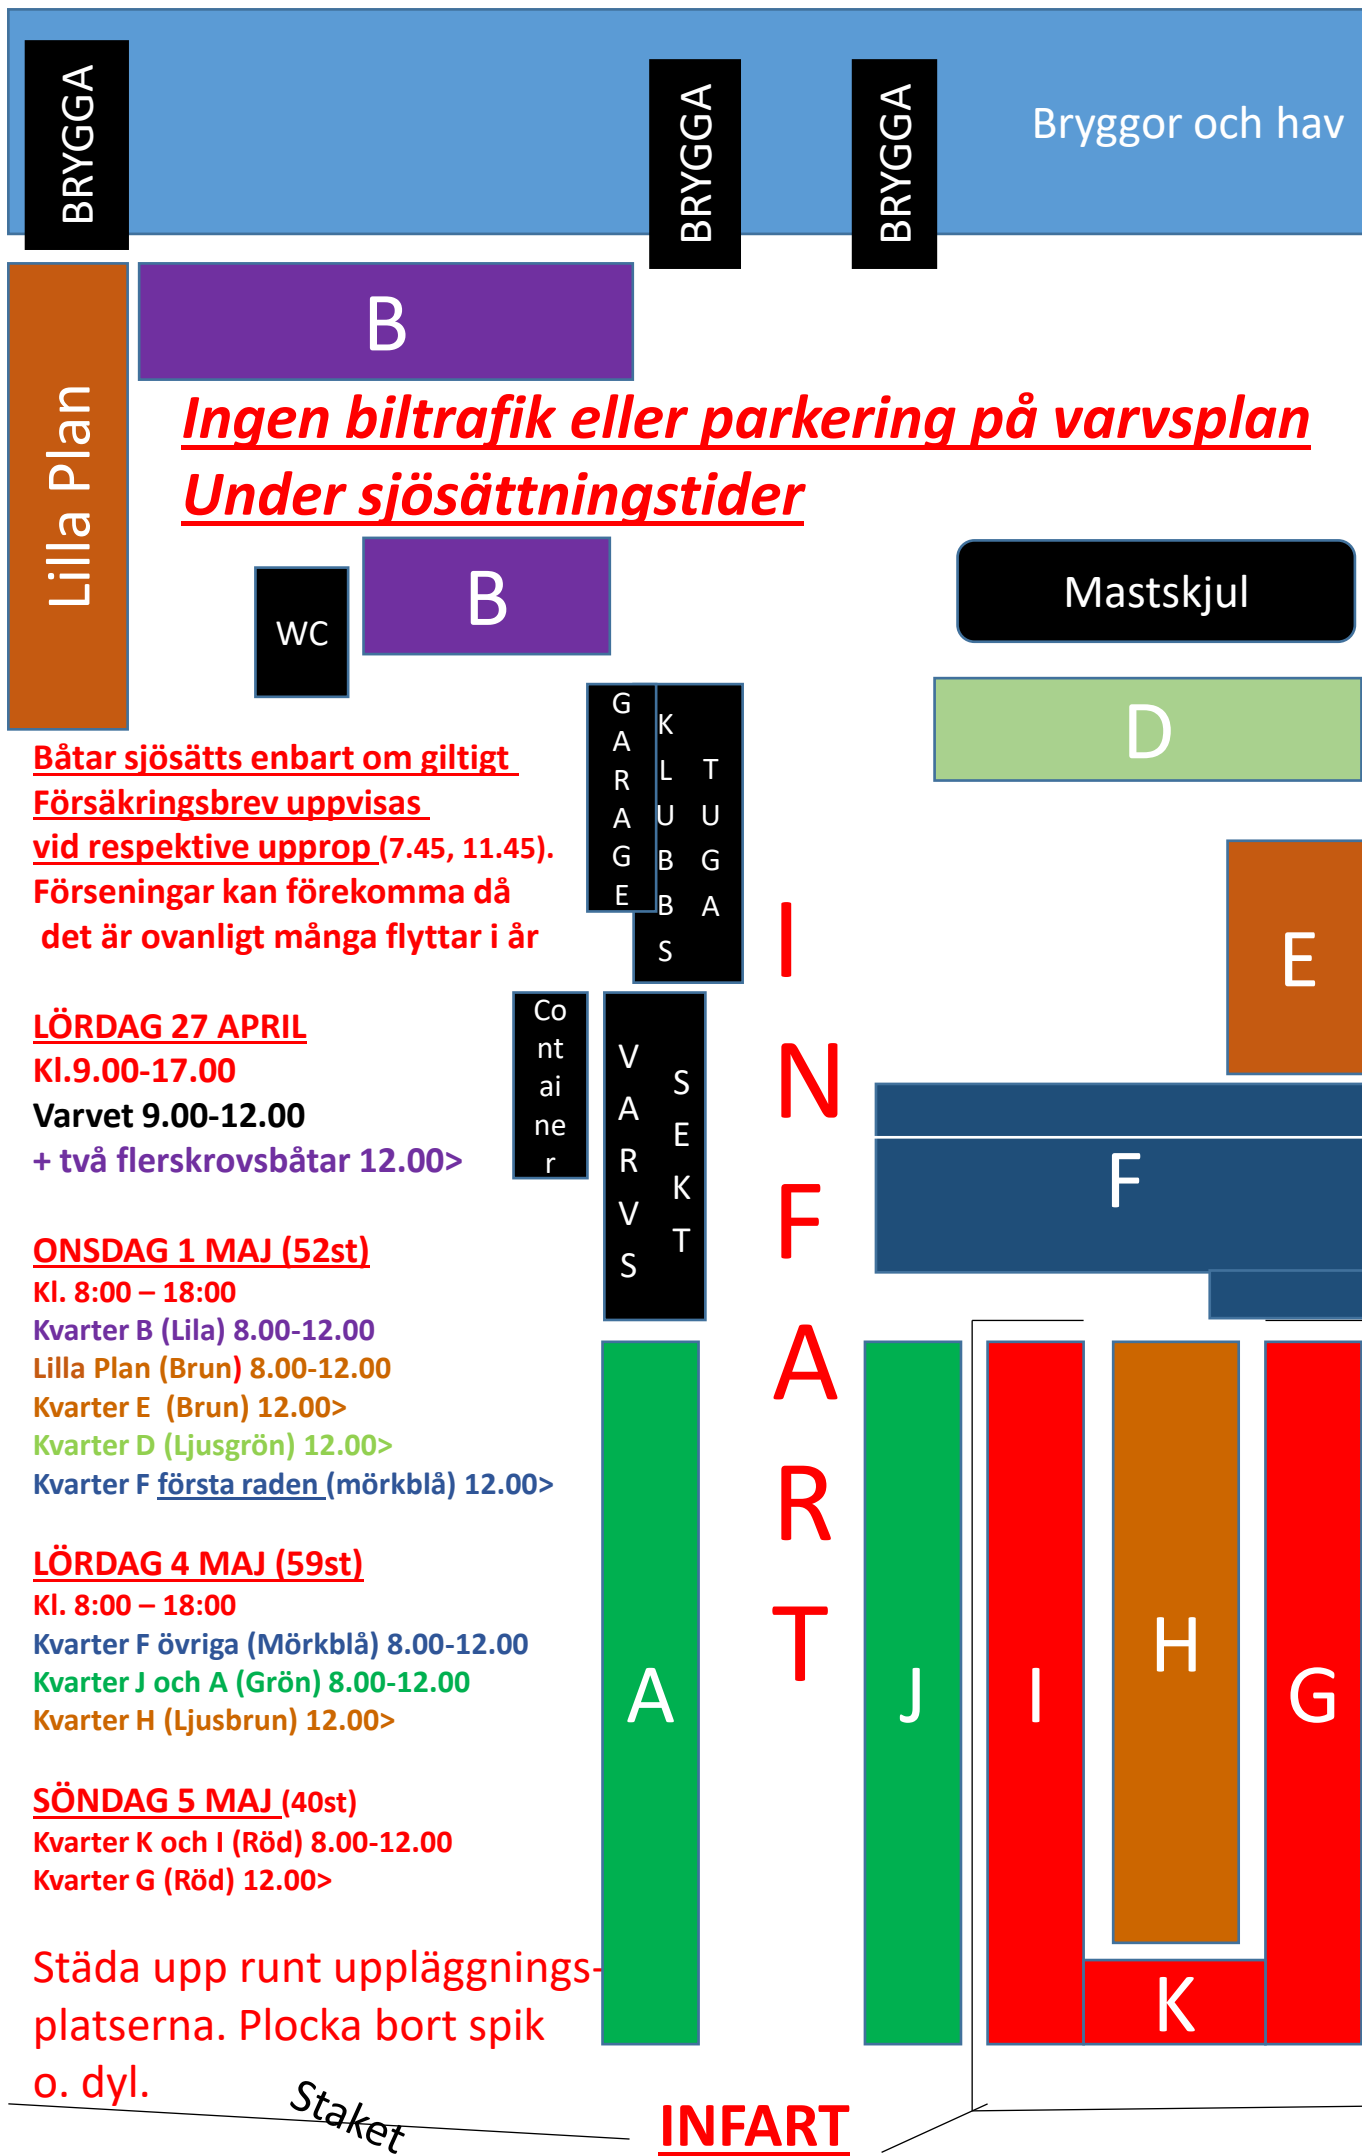 BRYGGA
BRYGGA
BRYGGA
Bryggor och hav
Lilla Plan
B
Ingen biltrafik eller parkering på varvsplan
Under sjösättningstider
B
WC
Mastskjul
GARAGE
KLUBBS
TUGA
D
Båtar sjösätts enbart om giltigt
Försäkringsbrev uppvisas
vid respektive upprop (7.45, 11.45).
Förseningar kan förekomma då
det är ovanligt många flyttar i år
E
LÖRDAG 27 APRIL
Kl.9.00-17.00
Varvet 9.00-12.00
+ två flerskrovsbåtar 12.00>
Co
nt
ai
ne
r
VARVS
SEKT
INFART
F
ONSDAG 1 MAJ (52st)
Kl. 8:00 – 18:00
Kvarter B (Lila) 8.00-12.00
Lilla Plan (Brun) 8.00-12.00
Kvarter E (Brun) 12.00>
Kvarter D (Ljusgrön) 12.00>
Kvarter F första raden (mörkblå) 12.00>
LÖRDAG 4 MAJ (59st)
Kl. 8:00 – 18:00
Kvarter F övriga (Mörkblå) 8.00-12.00
Kvarter J och A (Grön) 8.00-12.00
Kvarter H (Ljusbrun) 12.00>
A
J
I
H
G
SÖNDAG 5 MAJ (40st)
Kvarter K och I (Röd) 8.00-12.00
Kvarter G (Röd) 12.00>
K
Städa upp runt uppläggnings-
platserna. Plocka bort spik
o. dyl.
Staket
INFART